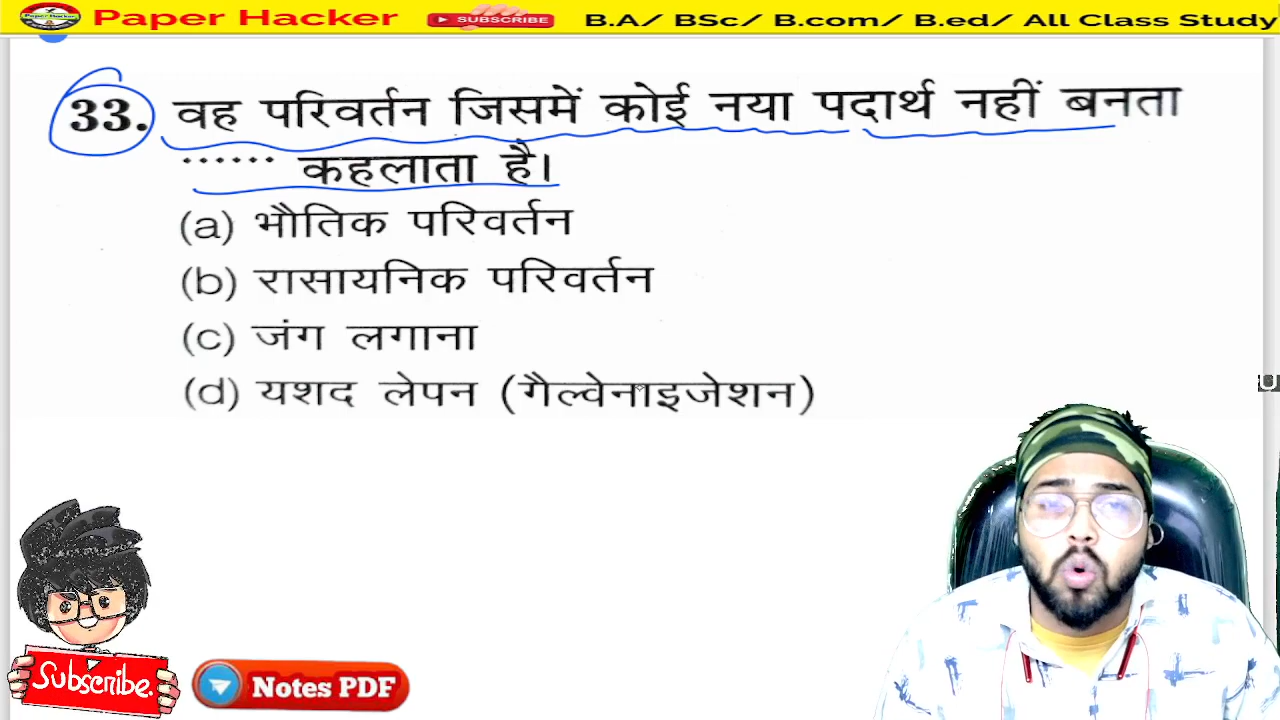 Paper Hacker SUBSCRIBE B.A/ BSc/ B.com/ B.ed/ All Class Study
33. वह परिवर्तन जिसमें कोई नया पदार्थ नहीं बनता
...... कहलाता है।
(a) भौतिक परिवर्तन
(b) रासायनिक परिवर्तन
(c) जंग लगाना
(d) यशद लेपन (गैल्वेनाइजेशन)
Subscribe.
Notes PDF